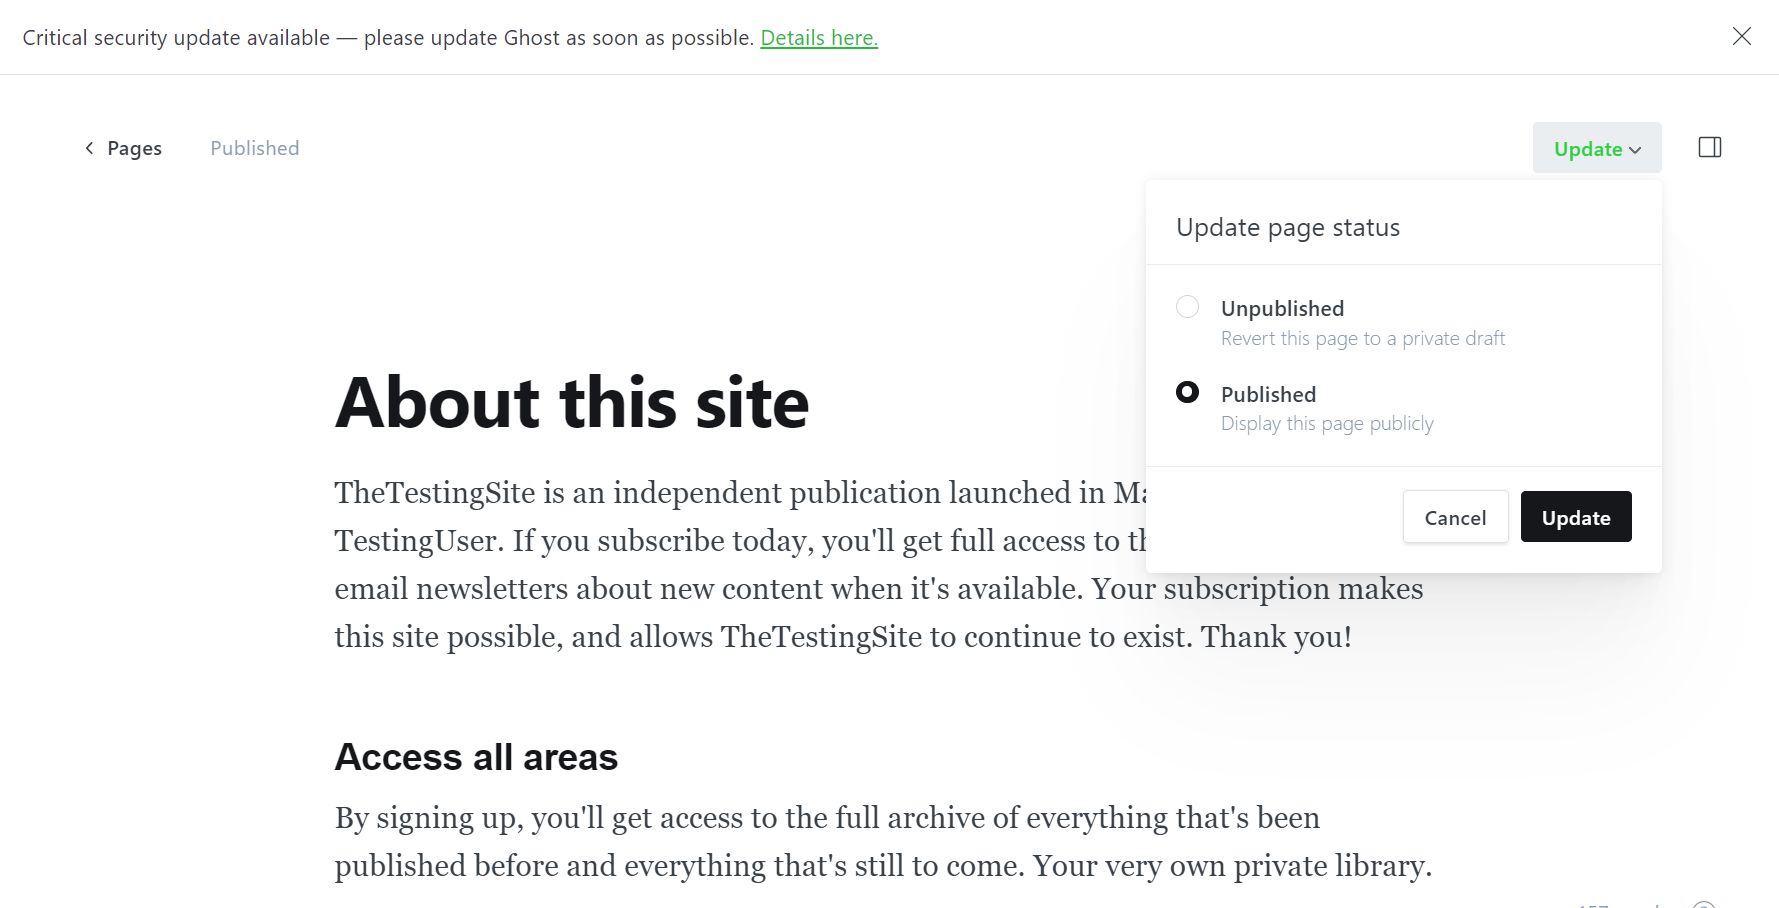 Critical security update available — please update Ghost as soon as possible. Details here.
Pages Published Update
Update page status
Unpublished
Revert this page to a private draft
Published
Display this page publicly
Cancel Update
About this site
TheTestingSite is an independent publication launched in
TestingUser. If you subscribe today, you'll get full access to
email newsletters about new content when it's available. Your subscription makes
this site possible, and allows TheTestingSite to continue to exist. Thank you!
Access all areas
By signing up, you'll get access to the full archive of everything that's been
published before and everything that's still to come. Your very own private library.